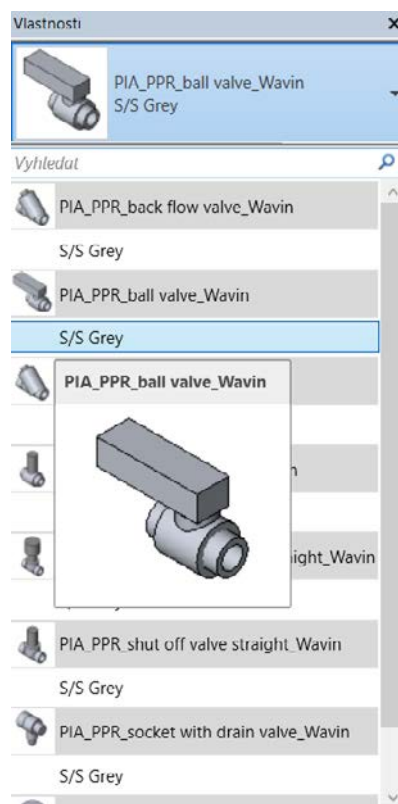 Vlastnosti
PIA_PPR_ball valve_Wavin
S/S Grey
Vyhledat
PIA_PPR_back flow valve_Wavin
S/S Grey
PIA_PPR_ball valve_Wavin
S/S Grey
PIA_PPR_ball valve_Wavin
ight_Wavin
PIA_PPR_shut off valve straight_Wavin
S/S Grey
PIA_PPR_socket with drain valve_Wavin
S/S Grey